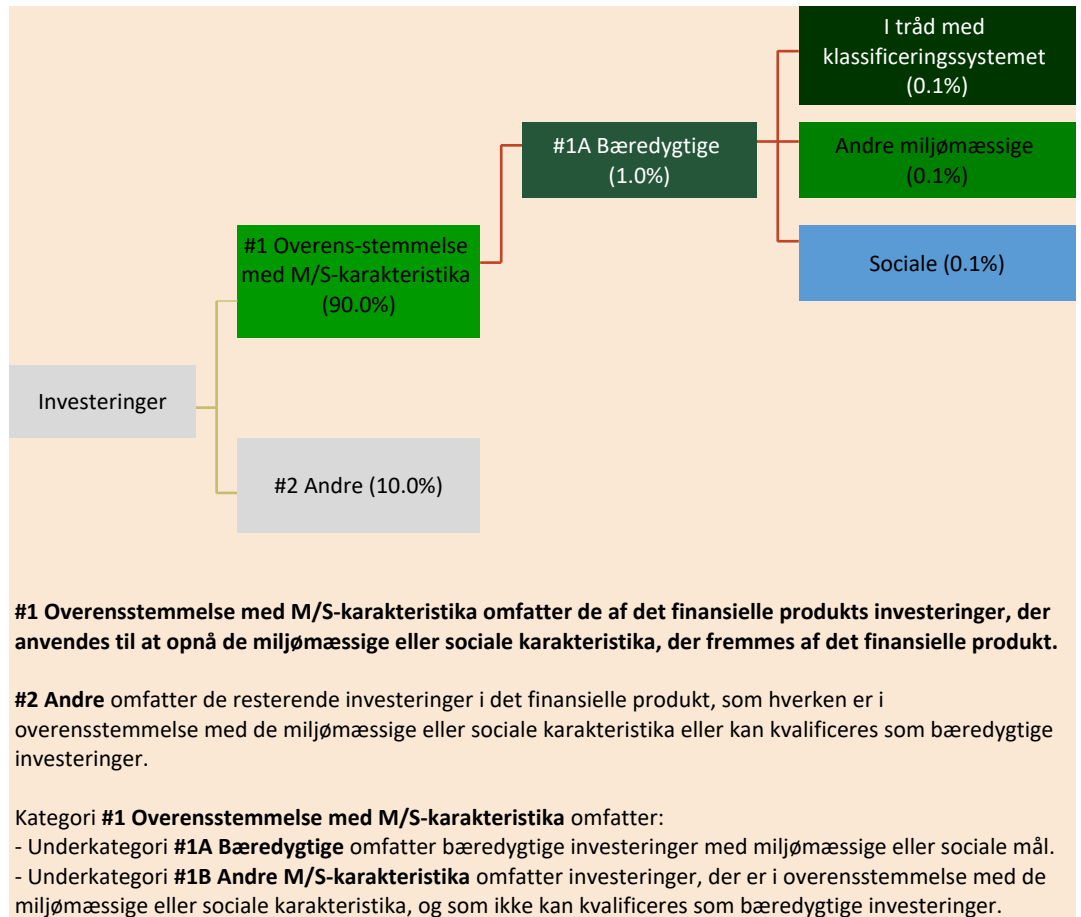 I tråd med
klassificeringssystemet
(0.1%)
#1A Bæredygtige
(1.0%)
Andre miljømæssige
(0.1%)
#1 Overens-stemmelse
med M/S-karakteristika
(90.0%)
Sociale (0.1%)
Investeringer
#2 Andre (10.0%)
#1 Overensstemmelse med M/S-karakteristika omfatter de af det finansielle produkts investeringer, der
anvendes til at opnå de miljømæssige eller sociale karakteristika, der fremmes af det finansielle produkt.
#2 Andre omfatter de resterende investeringer i det finansielle produkt, som hverken er i
overensstemmelse med de miljømæssige eller sociale karakteristika eller kan kvalificeres som bæredygtige
investeringer.
Kategori #1 Overensstemmelse med M/S-karakteristika omfatter:
- Underkategori #1A Bæredygtige omfatter bæredygtige investeringer med miljømæssige eller sociale mål.
- Underkategori #1B Andre M/S-karakteristika omfatter investeringer, der er i overensstemmelse med de
miljømæssige eller sociale karakteristika, og som ikke kan kvalificeres som bæredygtige investeringer.